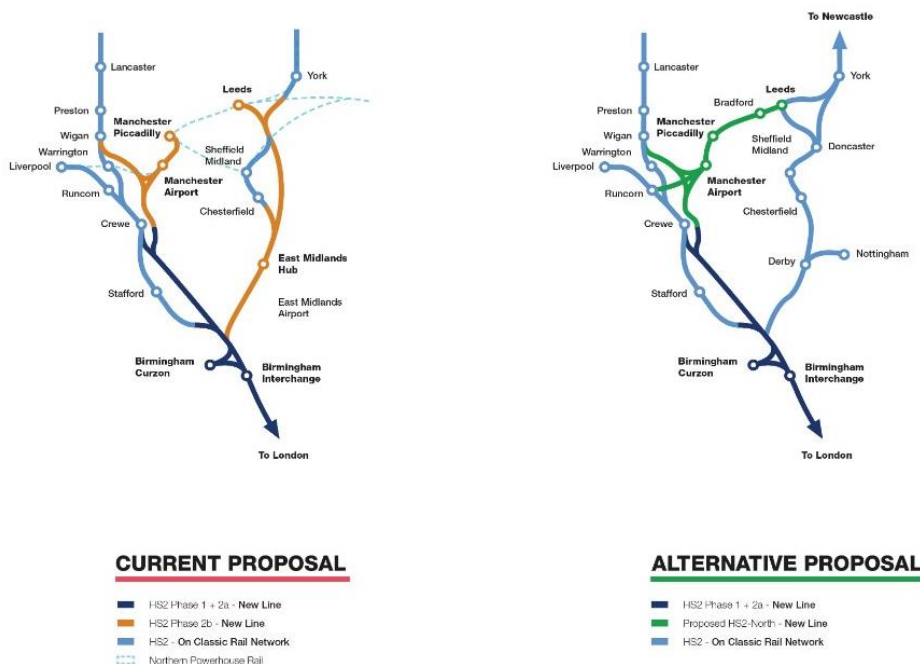 Lancaster
Preston
Wigan
Warrington
Liverpool
Runcorn
Crewe
Stafford
Manchester
Piccadilly
Manchester
Airport
Leeds
York
Sheffield
Midland
Chesterfield
East Midlands
Hub
East Midlands
Airport
Birmingham
Curzon
Birmingham
Interchange
To London
CURRENT PROPOSAL
HS2 Phase 1 + 2a - New Line
HS2 Phase 2b - New Line
HS2 - On Classic Rail Network
Northern Powerhouse Rail
To Newcastle
Lancaster
Preston
Wigan
Warrington
Liverpool
Runcorn
Crewe
Stafford
Manchester
Piccadilly
Manchester
Airport
Bradford
Leeds
York
Sheffield
Midland
Doncaster
Chesterfield
Derby
Nottingham
Birmingham
Curzon
Birmingham
Interchange
To London
ALTERNATIVE PROPOSAL
HS2 Phase 1 + 2a - New Line
Proposed HS2-North - New Line
HS2 - On Classic Rail Network